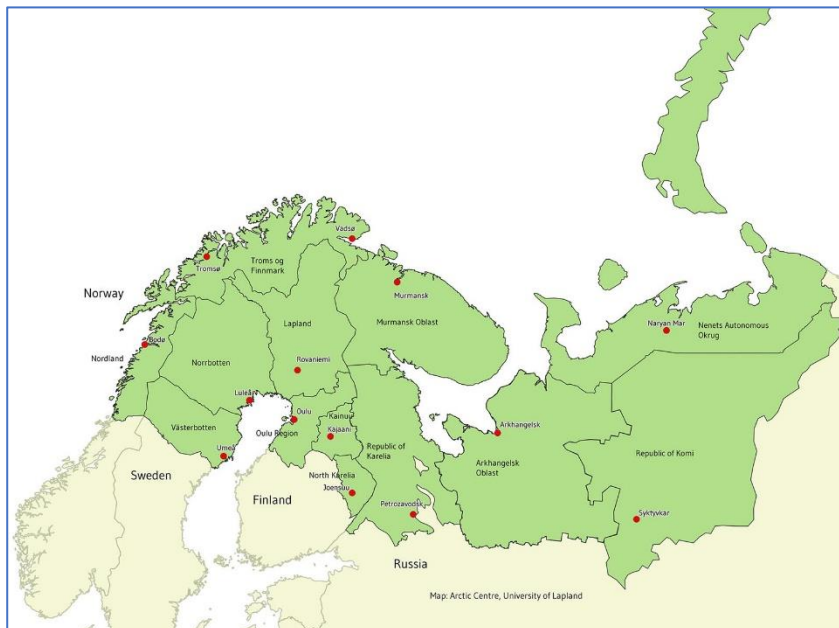 Vadsø
Tromsø
Troms og
Finnmark
Norway
Murmansk
Lapland
Murmansk Oblast
Naryan Mar
Nenets Autonomous
Okrug
Bodø
Nordland
Norrbotten
Rovaniemi
Luleå
Oulu
Kainuu
Västerbotten
Oulu Region
Kajaani
Arkhangelsk
Umeå
Republic of
Karelia
Republic of Komi
Arkhangelsk
Oblast
Sweden
North Karelia
Joensuu
Finland
Petrozavodsk
Syktyvkar
Russia
Map: Arctic Centre, University of Lapland